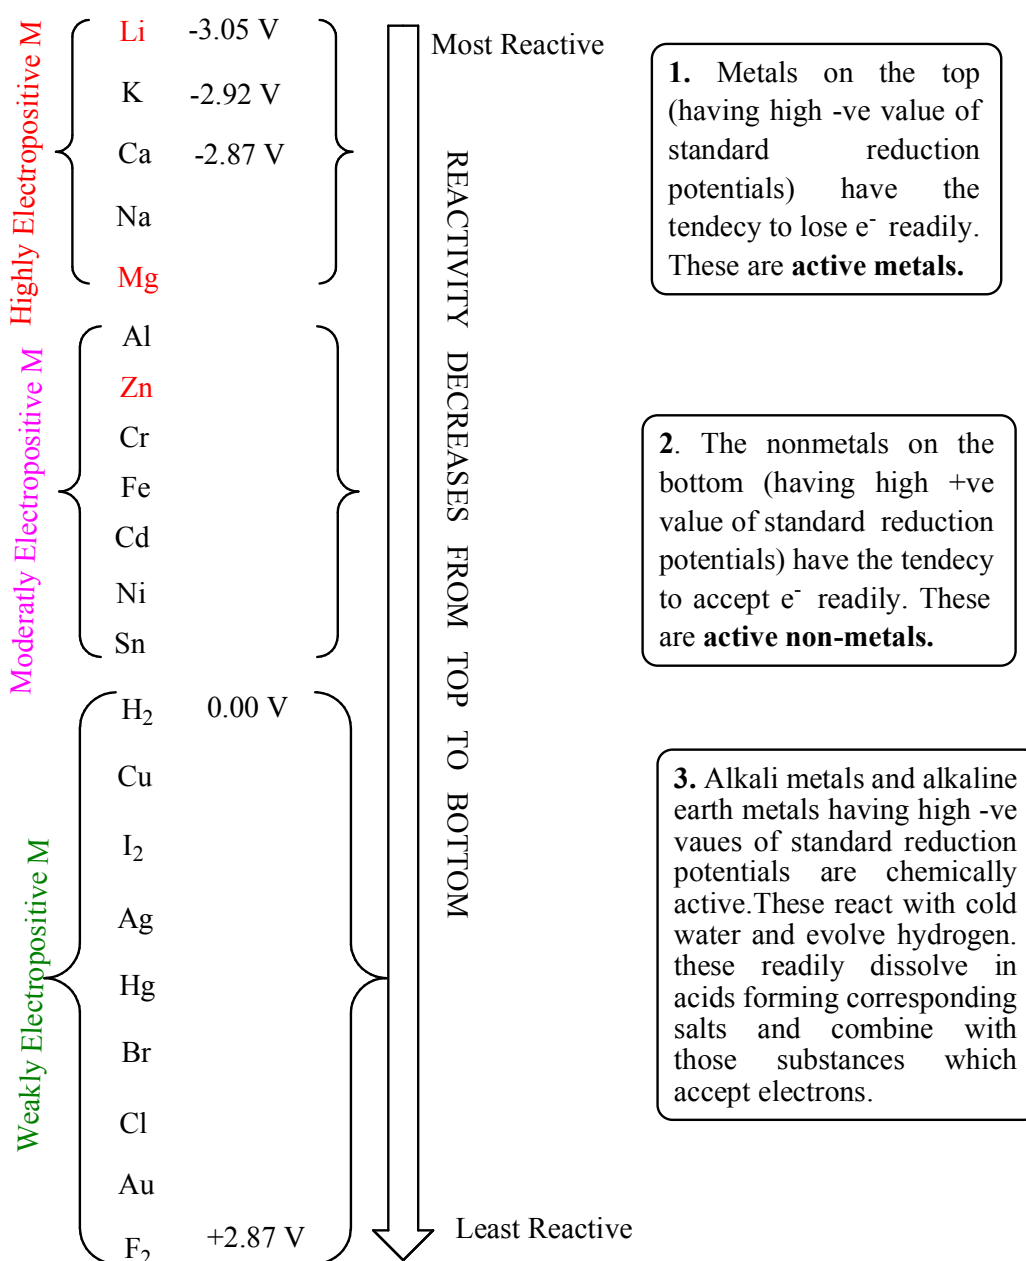 Highly Electropositive M
Li -3.05 V
K -2.92 V
Ca -2.87 V
Na
Mg
Moderatly Electropositive M
Al
Zn
Cr
Fe
Cd
Ni
Sn
Weakly Electropositive M
H₂ 0.00 V
Cu
I₂
Ag
Hg
Br
Cl
Au
F₂ +2.87 V
Most Reactive
REACTIVITY DECREASES FROM TOP TO BOTTOM
Least Reactive
1. Metals on the top
(having high -ve value of
standard reduction
potentials) have the
tendecy to lose e⁻ readily.
These are active metals.
2. The nonmetals on the
bottom (having high +ve
value of standard reduction
potentials) have the tendecy
to accept e⁻ readily. These
are active non-metals.
3. Alkali metals and alkaline
earth metals having high -ve
vaues of standard reduction
potentials are chemically
active.These react with cold
water and evolve hydrogen.
these readily dissolve in
acids forming corresponding
salts and combine with
those substances which
accept electrons.